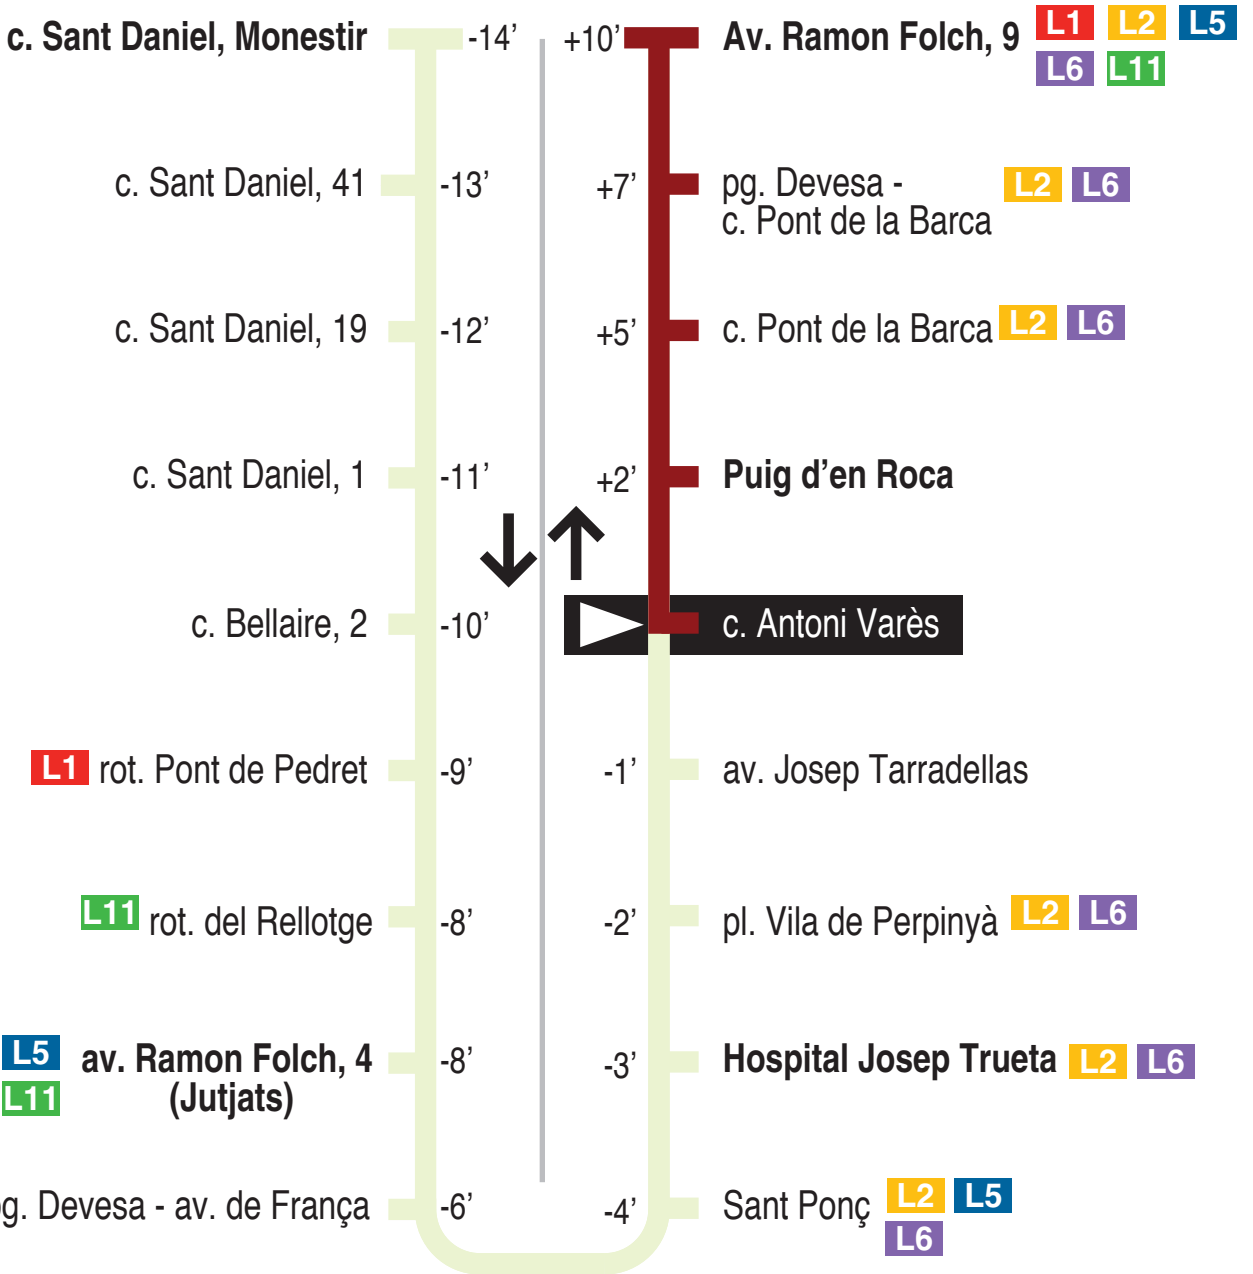 c. Sant Daniel, Monestir -14’
c. Sant Daniel, 41 -13’
c. Sant Daniel, 19 -12’
c. Sant Daniel, 1 -11’
c. Bellaire, 2 -10’
L1 rot. Pont de Pedret -9’
L11 rot. del Rellotge -8’
L5 av. Ramon Folch, 4 -8’
L11 (Jutjats)
Devesa - av. de França -6’
+10’ Av. Ramon Folch, 9 L1 L2 L5
L6 L11
+7’ pg. Devesa - L2 L6
c. Pont de la Barca
+5’ c. Pont de la Barca L2 L6
+2’ Puig d’en Roca
c. Antoni Varès
-1’ av. Josep Tarradellas
-2’ pl. Vila de Perpinyà L2 L6
-3’ Hospital Josep Trueta L2 L6
-4’ Sant Ponç L2 L5
L6